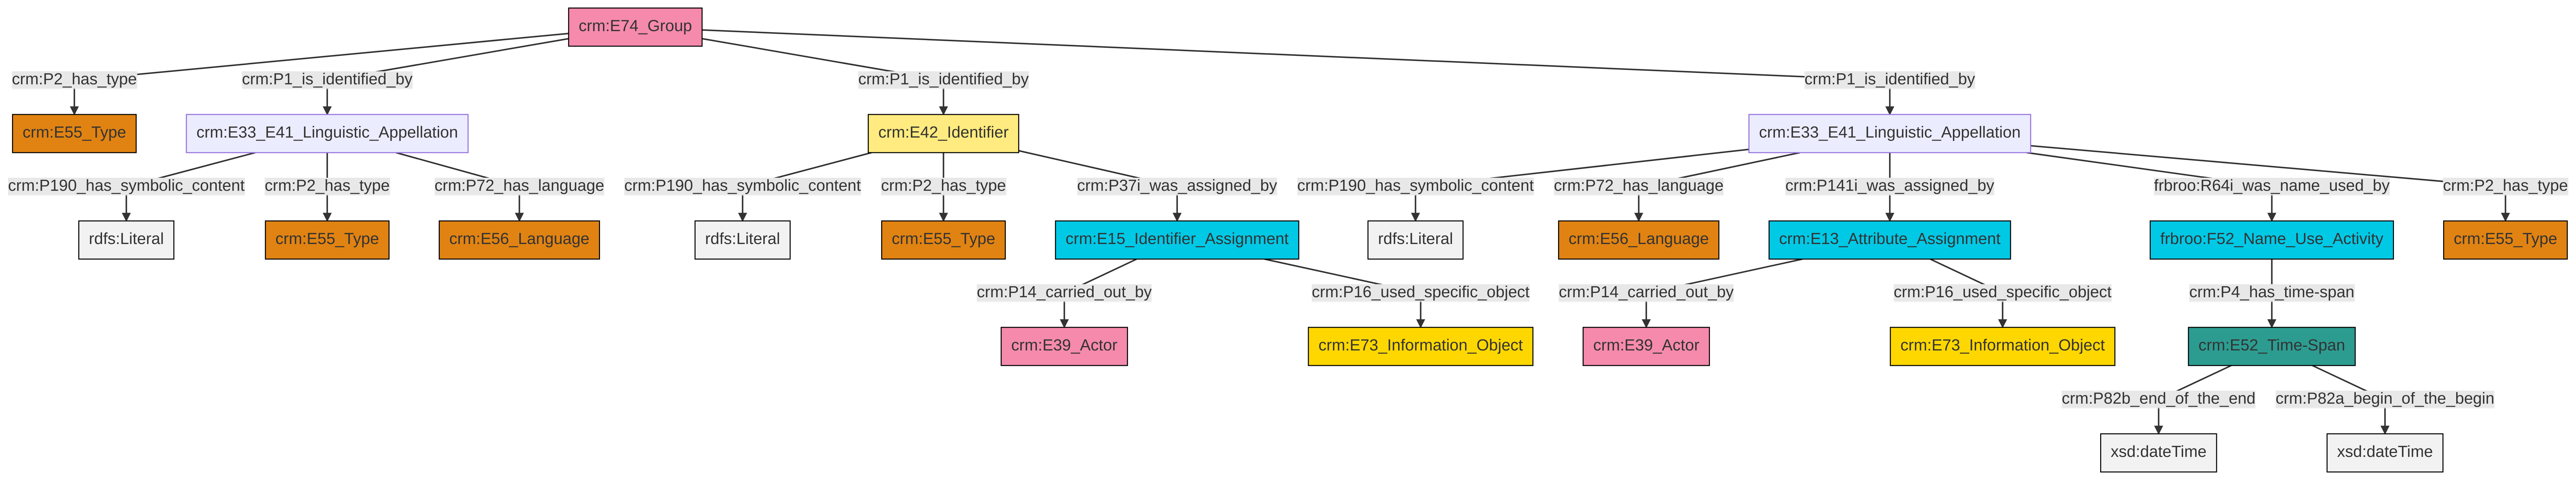 crm:E74_Group
crm:P2_has_type
crm:P1_is_identified_by
crm:P1_is_identified_by
crm:P1_is_identified_by
crm:E55_Type
crm:E33_E41_Linguistic_Appellation
crm:E42_Identifier
crm:E33_E41_Linguistic_Appellation
crm:P190_has_symbolic_content
crm:P2_has_type
crm:P72_has_language
crm:P190_has_symbolic_content
crm:P2_has_type
crm:P37i_was_assigned_by
crm:P190_has_symbolic_content
crm:P72_has_language
crm:P141i_was_assigned_by
frbroo:R64i_was_name_used_by
crm:P2_has_type
rdfs:Literal
crm:E55_Type
crm:E56_Language
rdfs:Literal
crm:E55_Type
crm:E15_Identifier_Assignment
rdfs:Literal
crm:E56_Language
crm:E13_Attribute_Assignment
frbroo:F52_Name_Use_Activity
crm:E55_Type
crm:P14_carried_out_by
crm:P16_used_specific_object
crm:P14_carried_out_by
crm:P16_used_specific_object
crm:P4_has_time-span
crm:E39_Actor
crm:E73_Information_Object
crm:E39_Actor
crm:E73_Information_Object
crm:E52_Time-Span
crm:P82b_end_of_the_end
crm:P82a_begin_of_the_begin
xsd:dateTime
xsd:dateTime